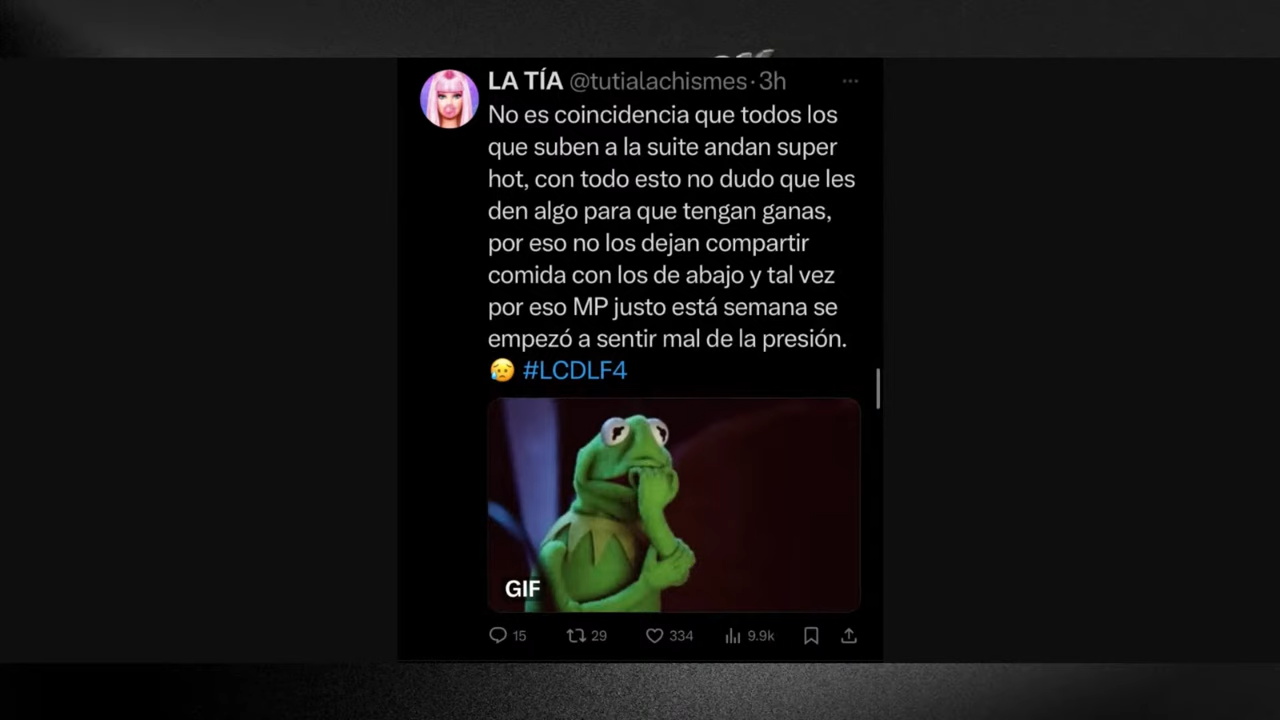 LA TÍA @tutialachismes · 3h
No es coincidencia que todos los
que suben a la suite andan super
hot, con todo esto no dudo que les
den algo para que tengan ganas,
por eso no los dejan compartir
comida con los de abajo y tal vez
por eso MP justo está semana se
empezó a sentir mal de la presión.
😥 #LCDLF4
GIF
15 29 334 9.9k